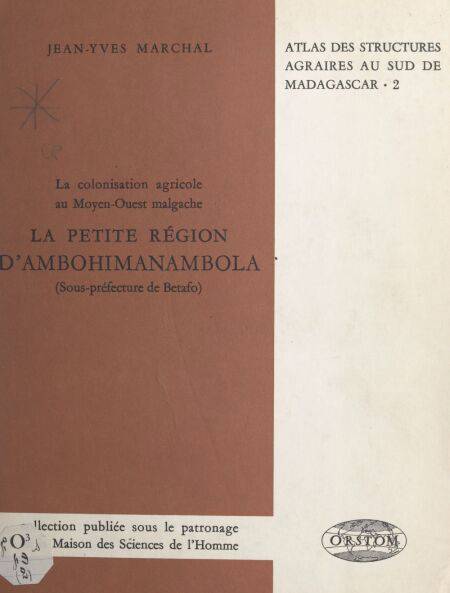 JEAN-YVES MARCHAL
ATLAS DES STRUCTURES
AGRAIRES AU SUD DE
MADAGASCAR • 2
La colonisation agricole
au Moyen-Ouest malgache
LA PETITE RÉGION
D'AMBOHIMANAMBOLA
(Sous-préfecture de Betafo)
llection publiée sous le patronage
Maison des Sciences de l'Homme
O³
ORSTOM